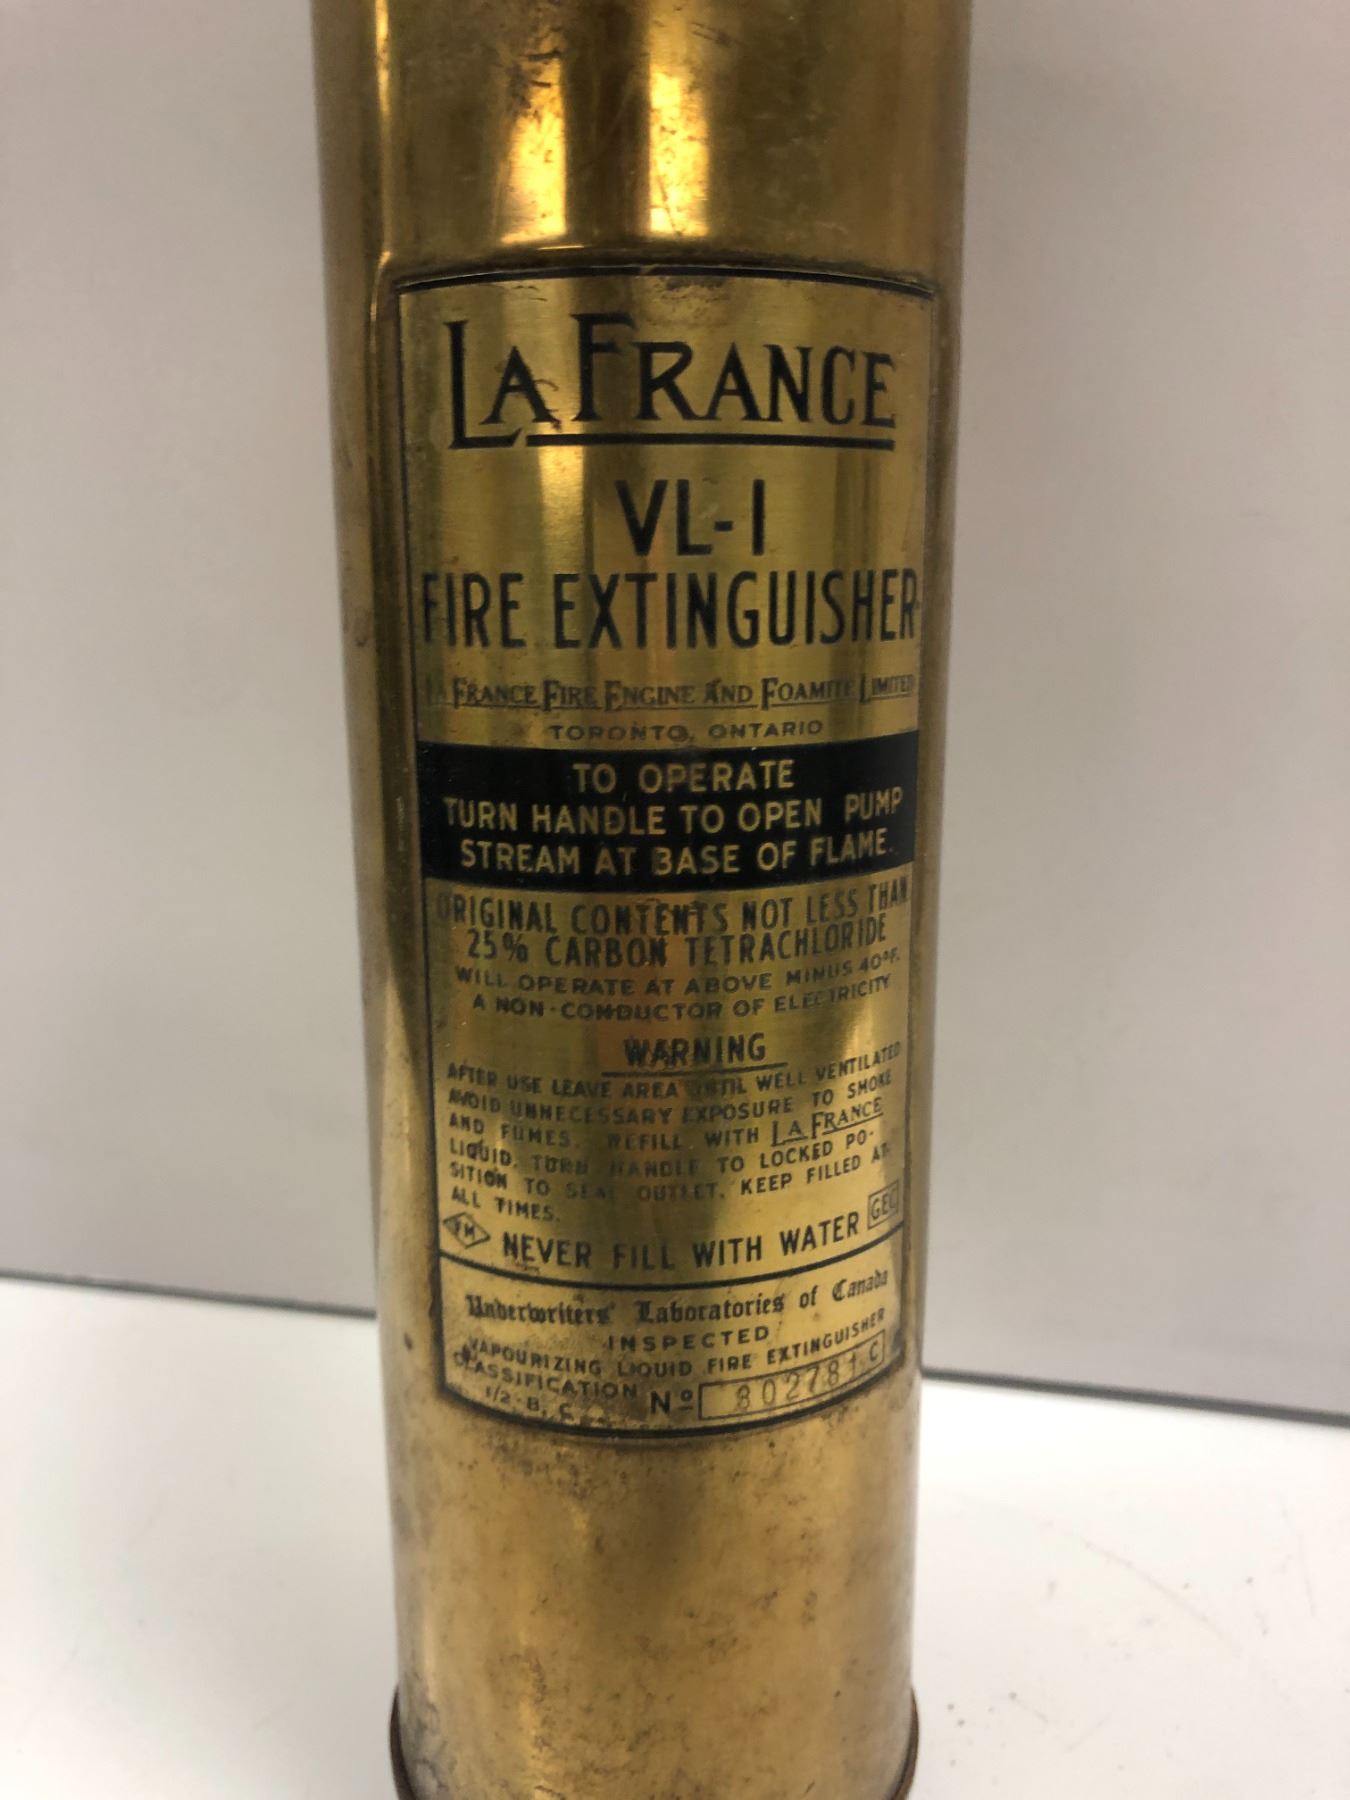 LA FRANCE
VL-1
FIRE EXTINGUISHER
LA FRANCE FIRE ENGINE AND FOAMITE LIMITED
TORONTO, ONTARIO
TO OPERATE
TURN HANDLE TO OPEN PUMP
STREAM AT BASE OF FLAME.
ORIGINAL CONTENTS NOT LESS THAN
25% CARBON TETRACHLORIDE
WILL OPERATE AT ABOVE MINUS 40°F.
A NON-CONDUCTOR OF ELECTRICITY
WARNING
AFTER USE LEAVE AREA UNTIL WELL VENTILATED
AVOID UNNECESSARY EXPOSURE TO SMOKE
AND FUMES. REFILL WITH LA FRANCE
LIQUID. TURN HANDLE TO LOCKED PO-
SITION TO SEAL OUTLET. KEEP FILLED AT
ALL TIMES.
FM NEVER FILL WITH WATER GEC
Underwriters' Laboratories of Canada
INSPECTED
VAPOURIZING LIQUID FIRE EXTINGUISHER
CLASSIFICATION Nº 802781 C
1/2-B, C